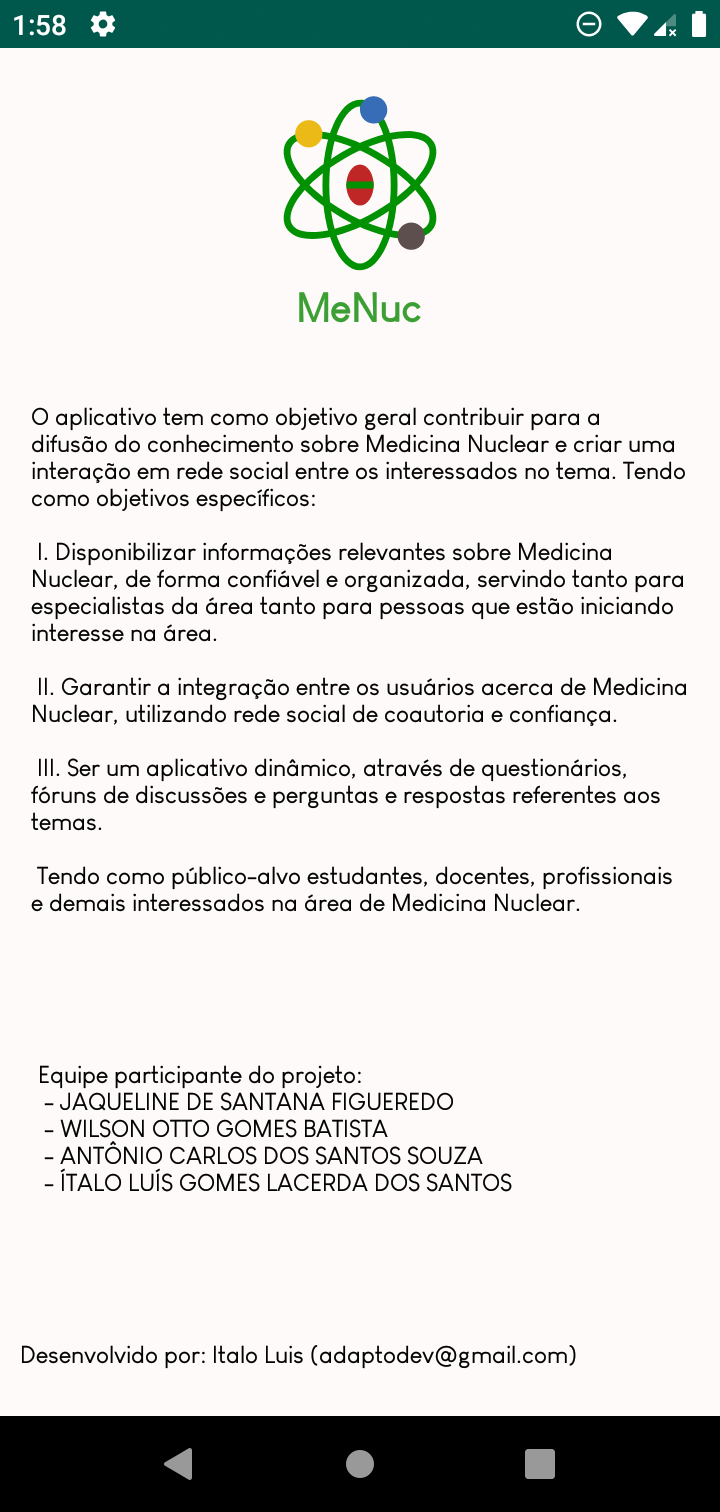 1:58
MeNuc
O aplicativo tem como objetivo geral contribuir para a
difusão do conhecimento sobre Medicina Nuclear e criar uma
interação em rede social entre os interessados no tema. Tendo
como objetivos específicos:
I. Disponibilizar informações relevantes sobre Medicina
Nuclear, de forma confiável e organizada, servindo tanto para
especialistas da área tanto para pessoas que estão iniciando
interesse na área.
II. Garantir a integração entre os usuários acerca de Medicina
Nuclear, utilizando rede social de coautoria e confiança.
III. Ser um aplicativo dinâmico, através de questionários,
fóruns de discussões e perguntas e respostas referentes aos
temas.
Tendo como público-alvo estudantes, docentes, profissionais
e demais interessados na área de Medicina Nuclear.
Equipe participante do projeto:
- JAQUELINE DE SANTANA FIGUEREDO
- WILSON OTTO GOMES BATISTA
- ANTÔNIO CARLOS DOS SANTOS SOUZA
- ÍTALO LUÍS GOMES LACERDA DOS SANTOS
Desenvolvido por: Italo Luis (adaptodev@gmail.com)